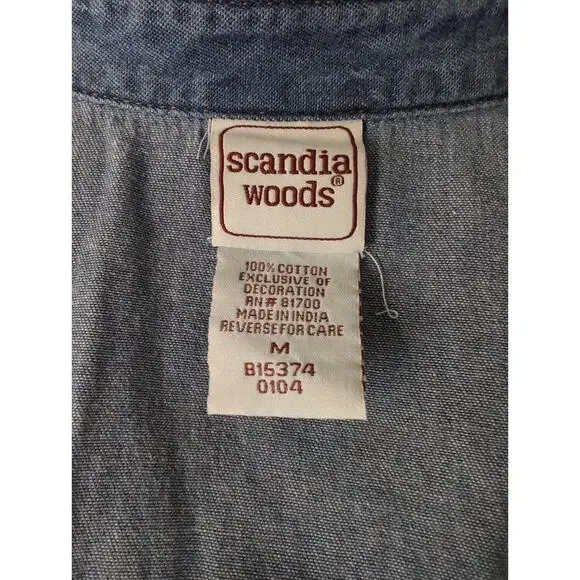 scandia
woods®
100% COTTON
EXCLUSIVE OF
DECORATION
RN# 81700
MADE IN INDIA
REVERSE FOR CARE
M
B15374
0104